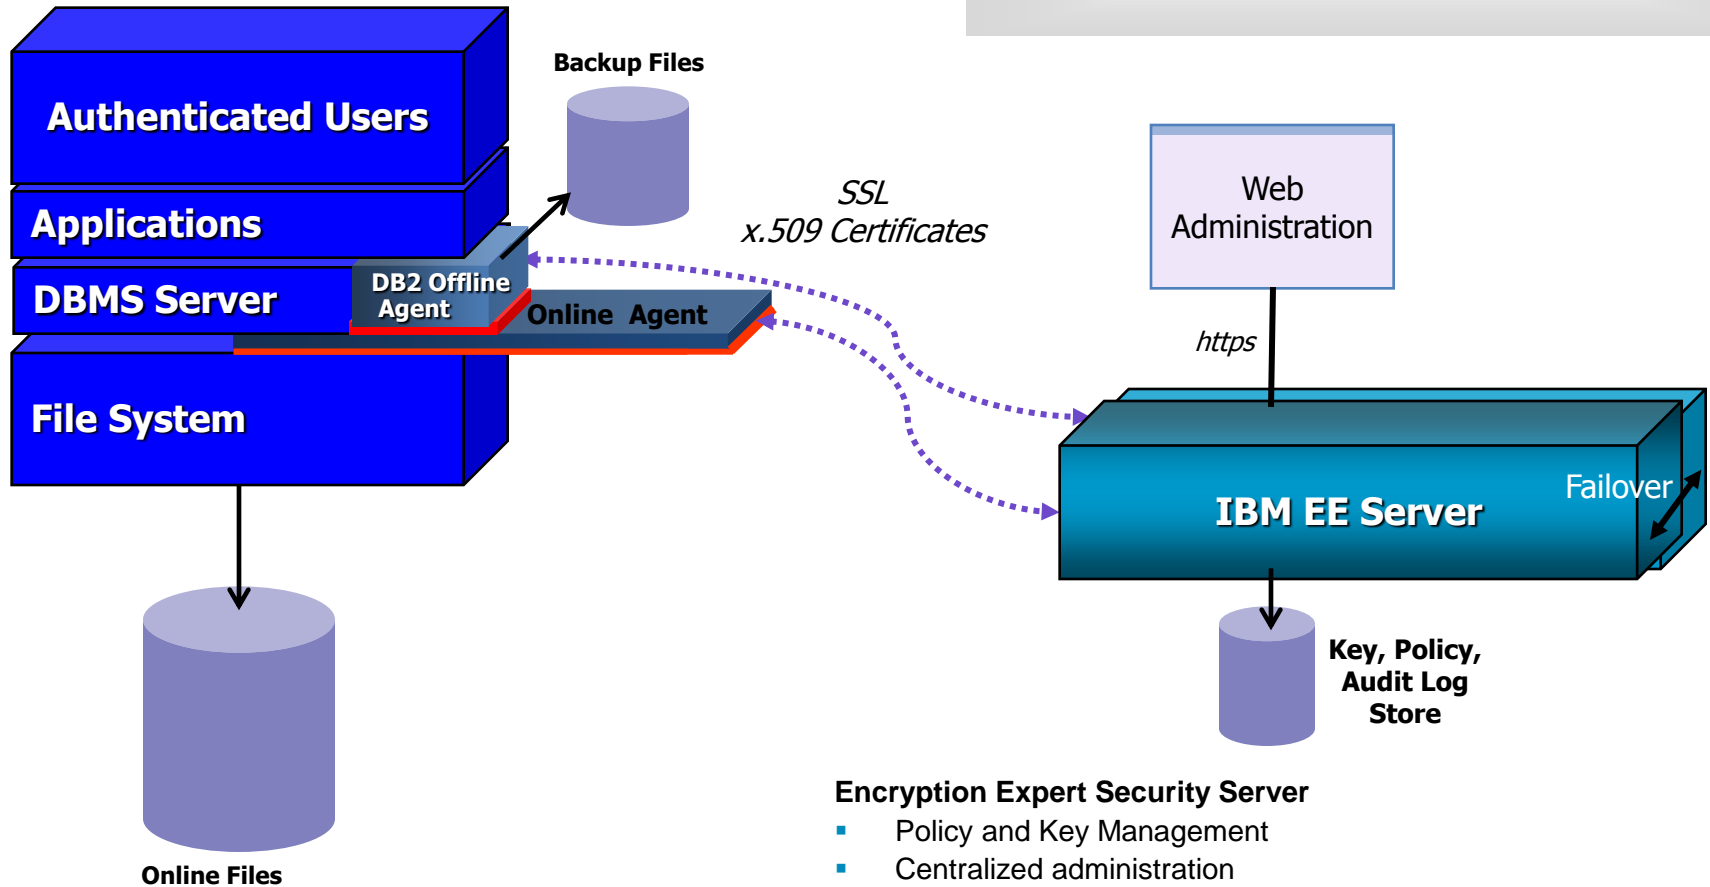 Authenticated Users
Applications
DBMS Server
DB2 Offline
Agent
Online Agent
File System
Online Files
Backup Files
SSL
x.509 Certificates
Web
Administration
https
IBM EE Server
Failover
Key, Policy,
Audit Log
Store
Encryption Expert Security Server
▪ Policy and Key Management
▪ Centralized administration